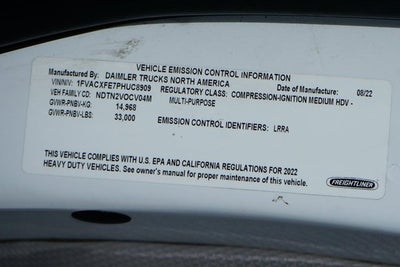 VEHICLE EMISSION CONTROL INFORMATION
Manufactured By: DAIMLER TRUCKS NORTH AMERICA Date of Manufacture: 08/22
VIN/NIV: 1FVACXFE7PHUC8909 REGULATORY CLASS: COMPRESSION-IGNITION MEDIUM HDV -
VEH FAMILY CD: NDTN2VOCV04M MULTI-PURPOSE
GVWR-PNBV-KG: 14,968
GVWR-PNBV-LBS: 33,000 EMISSION CONTROL IDENTIFIERS: LRRA
THIS VEHICLE COMPLIES WITH U.S. EPA AND CALIFORNIA REGULATIONS FOR 2022
HEAVY DUTY VEHICLES. See owner's manual for proper maintenance of this vehicle.
FREIGHTLINER